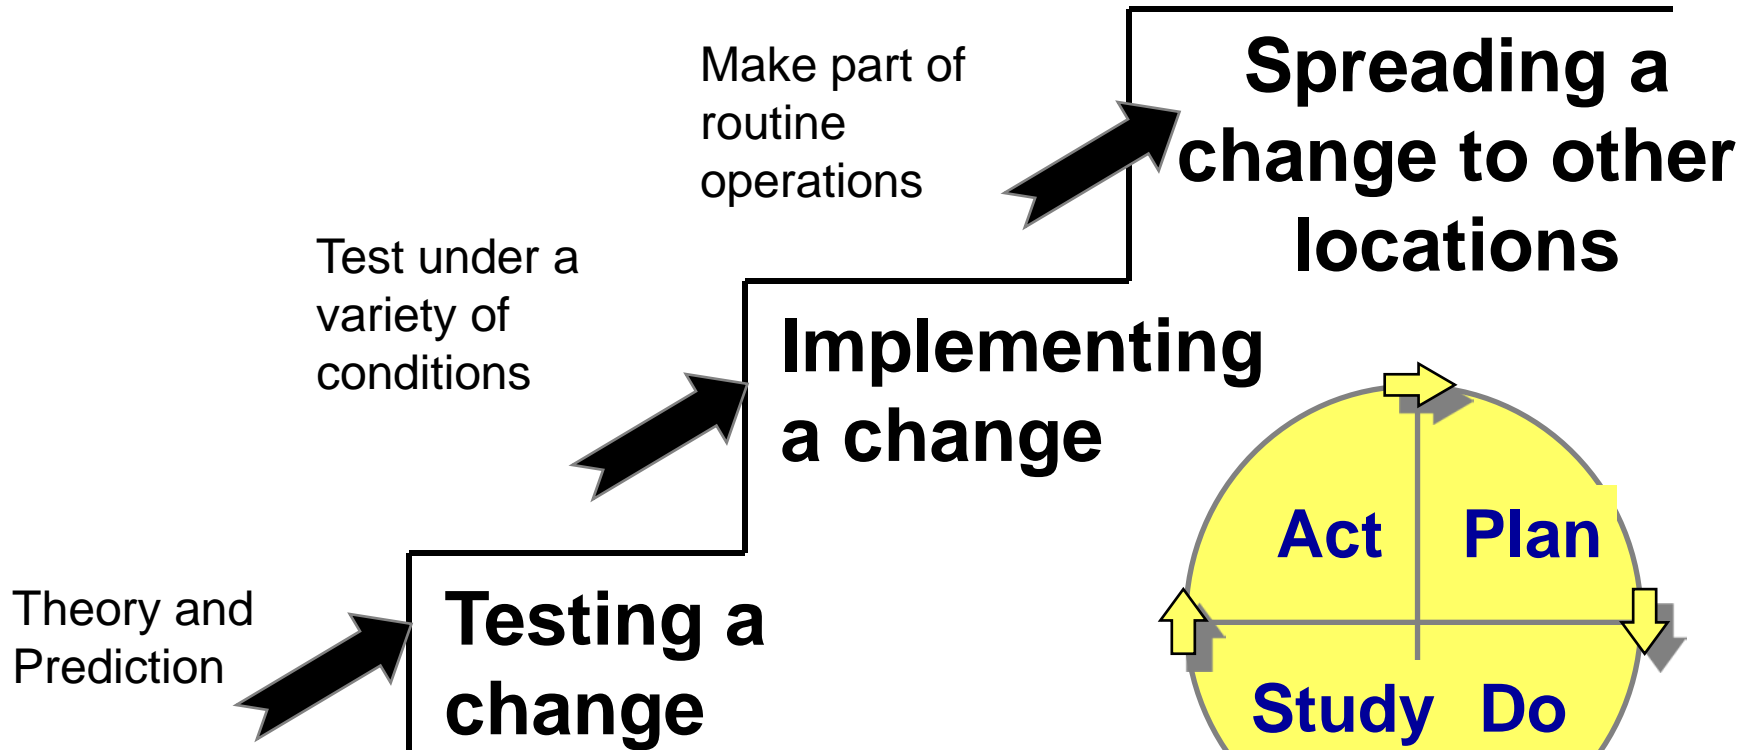 Make part of
routine
operations
Spreading a
change to other
locations
Test under a
variety of
conditions
Implementing
a change
Theory and
Prediction
Testing a
change
Act Plan
Study Do